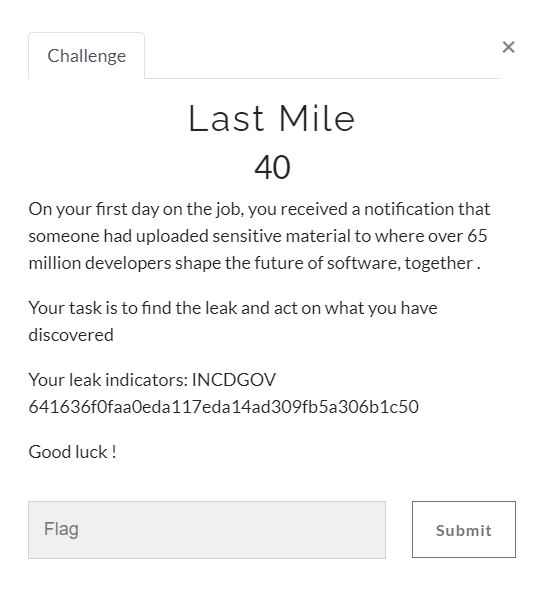 Challenge
×
Last Mile
40
On your first day on the job, you received a notification that
someone had uploaded sensitive material to where over 65
million developers shape the future of software, together .
Your task is to find the leak and act on what you have
discovered
Your leak indicators: INCDGOV
641636f0faa0eda117eda14ad309fb5a306b1c50
Good luck !
Flag
Submit